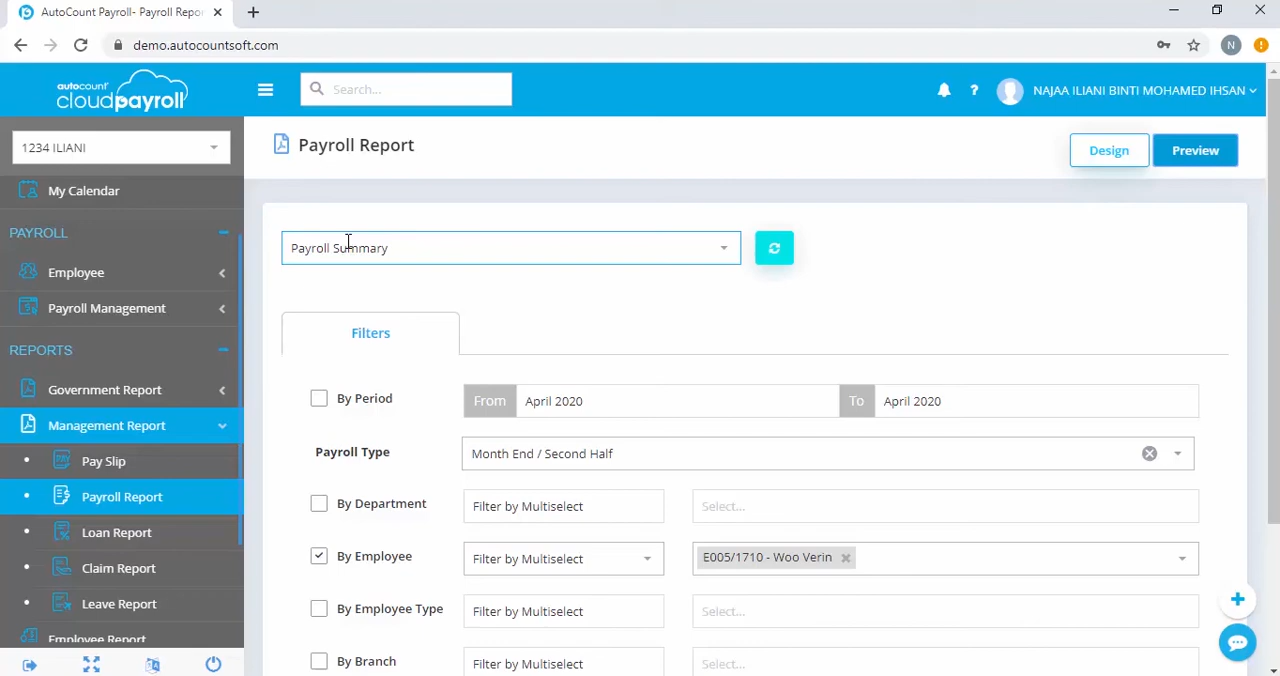 AutoCount Payroll- Payroll Repor
demo.autocountsoft.com
N
autocount
cloudpayroll
Search...
?
NAJAA ILIANI BINTI MOHAMED IHSAN
1234 ILIANI
My Calendar
PAYROLL
Employee
Payroll Management
REPORTS
Government Report
Management Report
Pay Slip
Payroll Report
Loan Report
Claim Report
Leave Report
Employee Report
Payroll Report
Design
Preview
Payroll Summary
Filters
By Period
From
April 2020
To
April 2020
Payroll Type
Month End / Second Half
By Department
Filter by Multiselect
Select...
By Employee
Filter by Multiselect
E005/1710 - Woo Verin
By Employee Type
Filter by Multiselect
Select...
By Branch
Filter by Multiselect
Select...